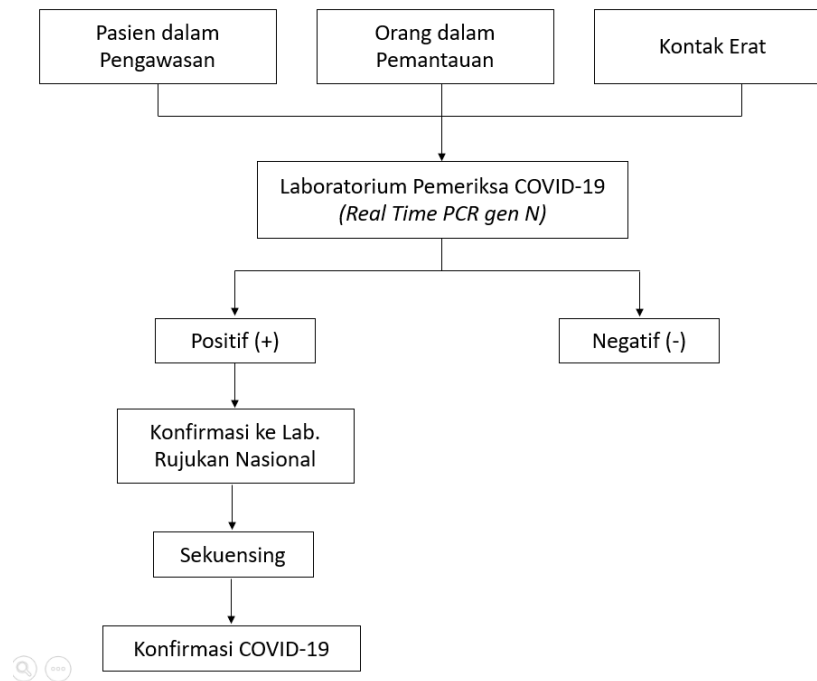 Pasien dalam
Pengawasan
Orang dalam
Pemantauan
Kontak Erat
Laboratorium Pemeriksa COVID-19
(Real Time PCR gen N)
Positif (+)
Negatif (-)
Konfirmasi ke Lab.
Rujukan Nasional
Sekuensing
Konfirmasi COVID-19